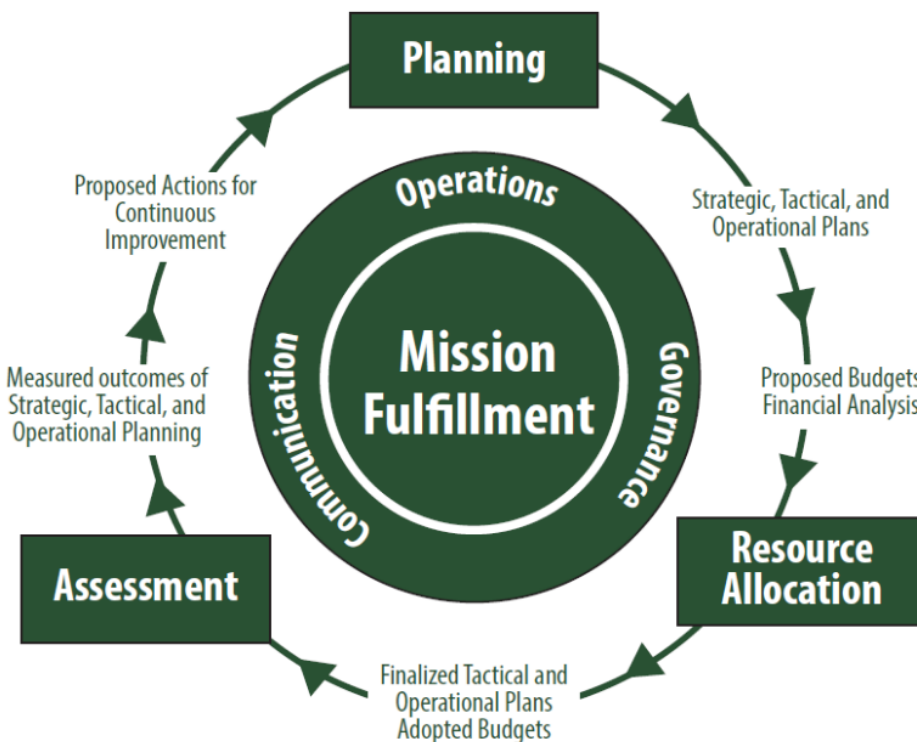 Planning
Proposed Actions for
Continuous
Improvement
Operations
Strategic, Tactical, and
Operational Plans
Mission
Fulfillment
Communication
Governance
Measured outcomes of
Strategic, Tactical, and
Operational Planning
Proposed Budgets
Financial Analysis
Assessment
Resource
Allocation
Finalized Tactical and
Operational Plans
Adopted Budgets